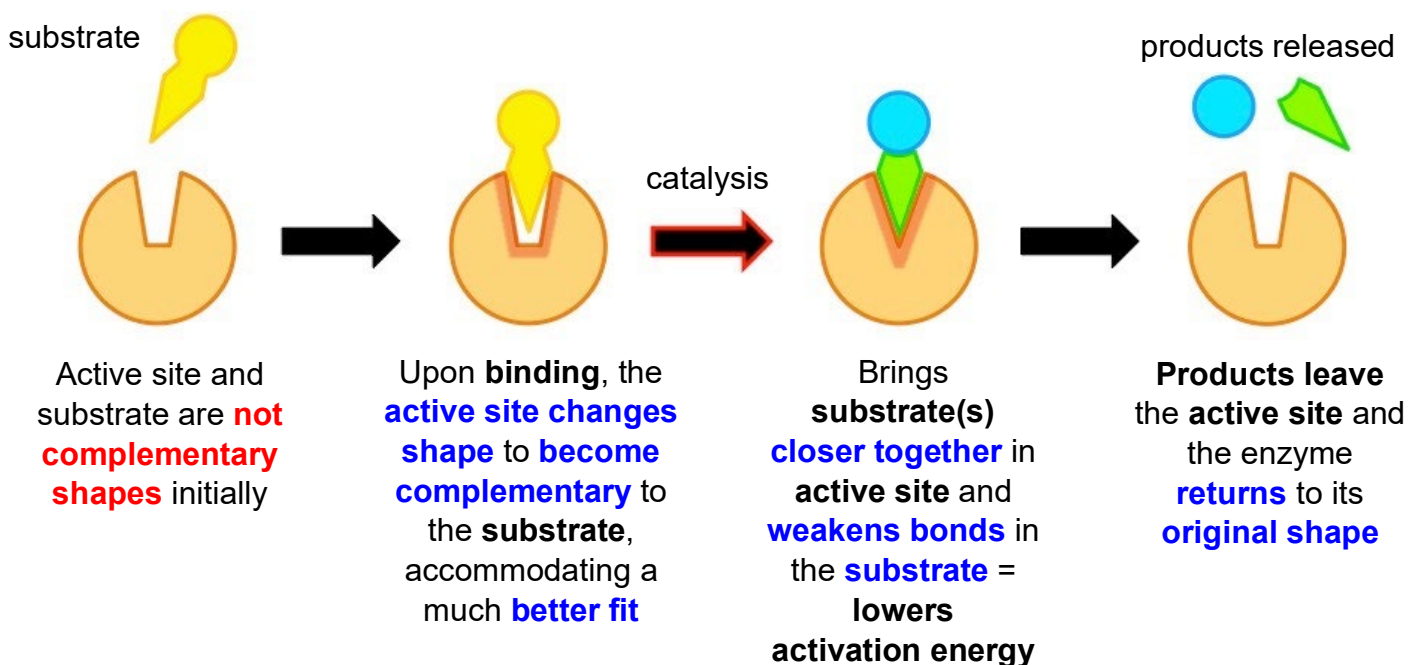 substrate
products released
catalysis
Active site and
substrate are not
complementary
shapes initially
Upon binding, the
active site changes
shape to become
complementary to
the substrate,
accommodating a
much better fit
Brings
substrate(s)
closer together in
active site and
weakens bonds in
the substrate =
lowers
activation energy
Products leave
the active site and
the enzyme
returns to its
original shape